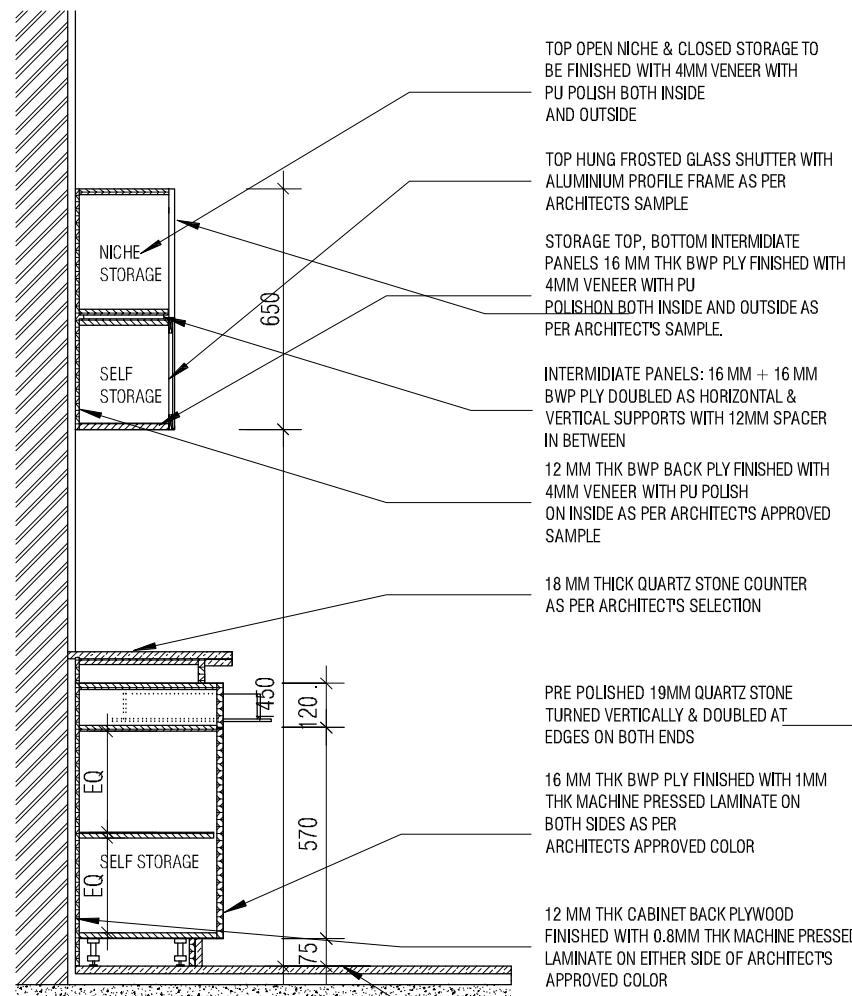 TOP OPEN NICHE & CLOSED STORAGE TO
BE FINISHED WITH 4MM VENEER WITH
PU POLISH BOTH INSIDE
AND OUTSIDE
TOP HUNG FROSTED GLASS SHUTTER WITH
ALUMINIUM PROFILE FRAME AS PER
ARCHITECTS SAMPLE
STORAGE TOP, BOTTOM INTERMIDIATE
PANELS 16 MM THK BWP PLY FINISHED WITH
4MM VENEER WITH PU
POLISHON BOTH INSIDE AND OUTSIDE AS
PER ARCHITECT'S SAMPLE.
INTERMIDIATE PANELS: 16 MM + 16 MM
BWP PLY DOUBLED AS HORIZONTAL &
VERTICAL SUPPORTS WITH 12MM SPACER
IN BETWEEN
12 MM THK BWP BACK PLY FINISHED WITH
4MM VENEER WITH PU POLISH
ON INSIDE AS PER ARCHITECT'S APPROVED
SAMPLE
18 MM THICK QUARTZ STONE COUNTER
AS PER ARCHITECT'S SELECTION
PRE POLISHED 19MM QUARTZ STONE
TURNED VERTICALLY & DOUBLED AT
EDGES ON BOTH ENDS
16 MM THK BWP PLY FINISHED WITH 1MM
THK MACHINE PRESSED LAMINATE ON
BOTH SIDES AS PER
ARCHITECTS APPROVED COLOR
12 MM THK CABINET BACK PLYWOOD
FINISHED WITH 0.8MM THK MACHINE PRESSED
LAMINATE ON EITHER SIDE OF ARCHITECT'S
APPROVED COLOR
NICHE
STORAGE
SELF
STORAGE
650
1450
120
EQ
570
EQ
SELF STORAGE
75